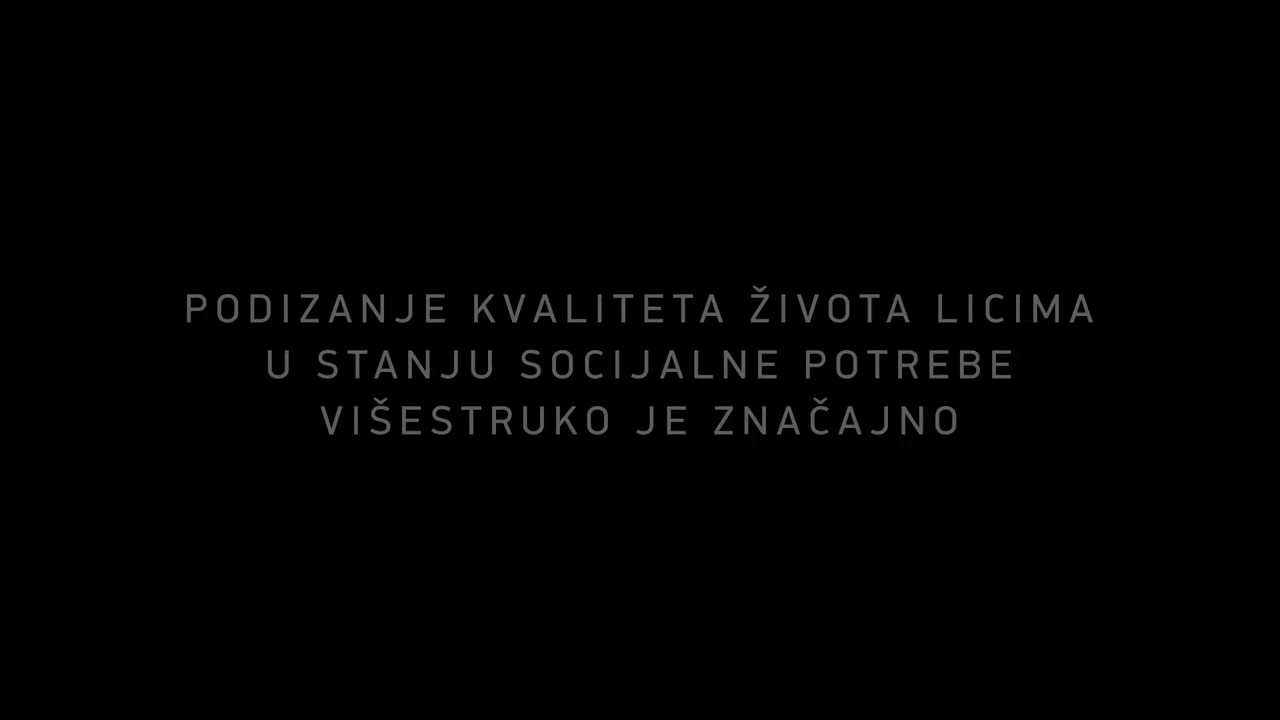 PODIZANJE KVALITETA ŽIVOTA LICIMA
U STANJU SOCIJALNE POTREBE
VIŠESTRUKO JE ZNAČAJNO